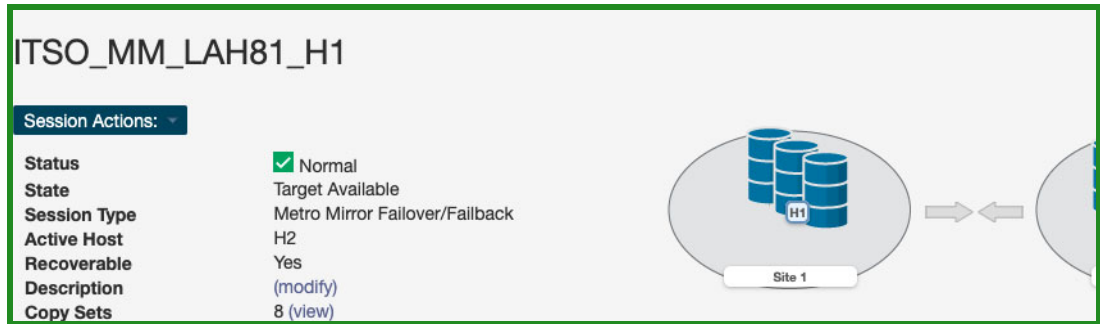 ITSO_MM_LAH81_H1
Session Actions:
Status Normal
State Target Available
Session Type Metro Mirror Failover/Failback
Active Host H2
Recoverable Yes
Description (modify)
Copy Sets 8 (view)
H1
Site 1